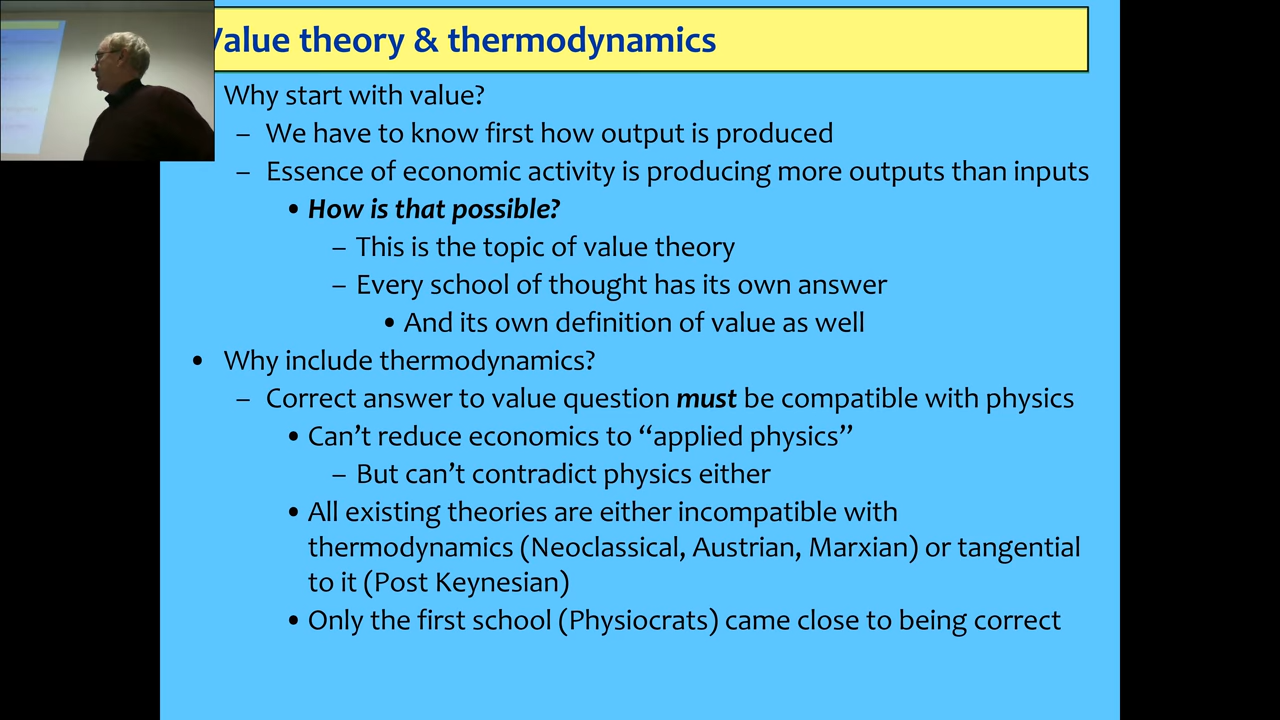 Value theory & thermodynamics
Why start with value?
– We have to know first how output is produced
– Essence of economic activity is producing more outputs than inputs
• How is that possible?
– This is the topic of value theory
– Every school of thought has its own answer
• And its own definition of value as well
• Why include thermodynamics?
– Correct answer to value question must be compatible with physics
• Can’t reduce economics to “applied physics”
– But can’t contradict physics either
• All existing theories are either incompatible with
thermodynamics (Neoclassical, Austrian, Marxian) or tangential
to it (Post Keynesian)
• Only the first school (Physiocrats) came close to being correct